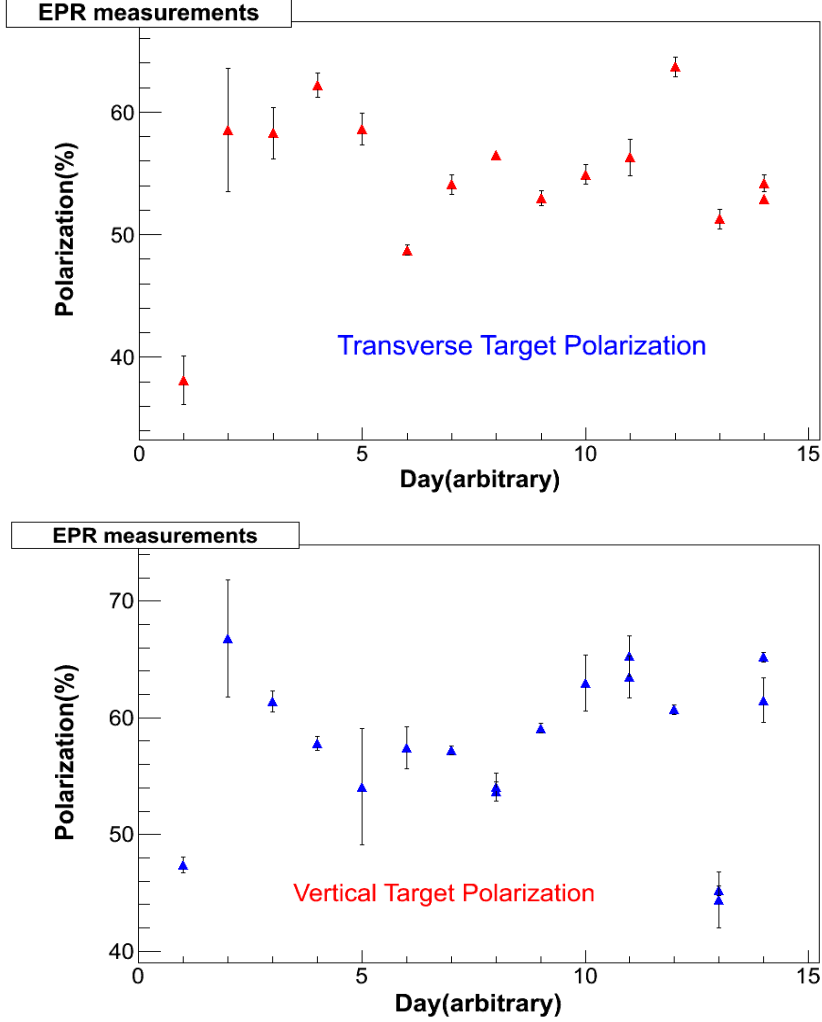 EPR measurements
60
50
40
Polarization(%)
Transverse Target Polarization
0 5 10 15
Day(arbitrary)
EPR measurements
70
60
50
40
Polarization(%)
Vertical Target Polarization
0 5 10 15
Day(arbitrary)